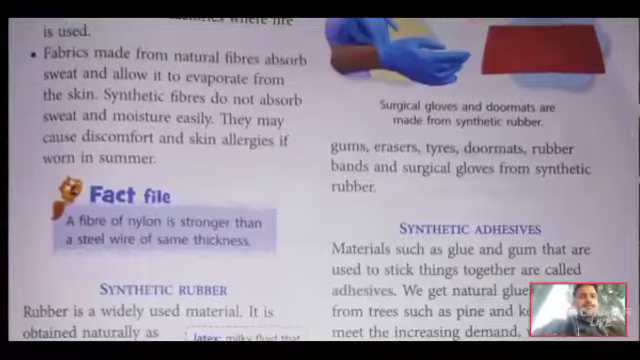 is used.
• Fabrics made from natural fibres absorb
sweat and allow it to evaporate from
the skin. Synthetic fibres do not absorb
sweat and moisture easily. They may
cause discomfort and skin allergies if
worn in summer.
Fact file
A fibre of nylon is stronger than
a steel wire of same thickness.
SYNTHETIC RUBBER
Rubber is a widely used material. It is
obtained naturally as
latex: milky fluid that
Surgical gloves and doormats are
made from synthetic rubber.
gums, erasers, tyres, doormats, rubber
bands and surgical gloves from synthetic
rubber.
SYNTHETIC ADHESIVES
Materials such as glue and gum that are
used to stick things together are called
adhesives. We get natural glue
from trees such as pine and
meet the increasing demand,
LIVE